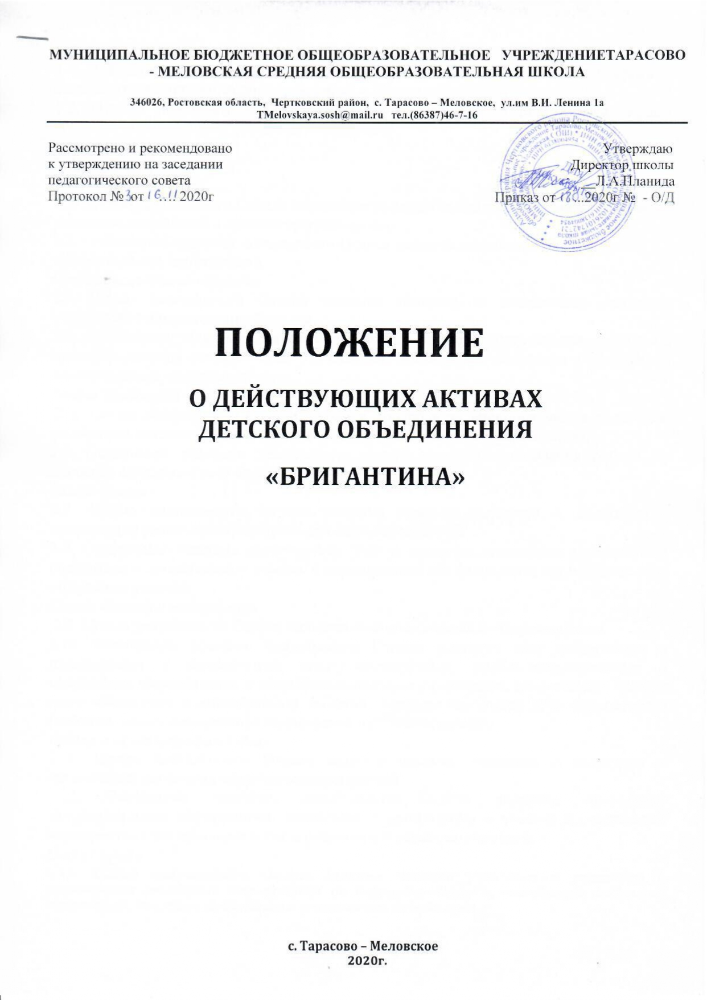 МУНИЦИПАЛЬНОЕ БЮДЖЕТНОЕ ОБЩЕОБРАЗОВАТЕЛЬНОЕ УЧРЕЖДЕНИЕТАРАСОВО
- МЕЛОВСКАЯ СРЕДНЯЯ ОБЩЕОБРАЗОВАТЕЛЬНАЯ ШКОЛА
346026, Ростовская область, Чертковский район, с. Тарасово – Меловское, ул.им В.И. Ленина 1а
TMelovskaya.sosh@mail.ru тел.(86387)46-7-16
Рассмотрено и рекомендовано
к утверждению на заседании
педагогического совета
Протокол №3от 16.11 2020г
Утверждаю
Директор школы
Л.А.Планида
Приказ от ...2020г № - О/Д
ПОЛОЖЕНИЕ
О ДЕЙСТВУЮЩИХ АКТИВАХ
ДЕТСКОГО ОБЪЕДИНЕНИЯ
«БРИГАНТИНА»
с. Тарасово – Меловское
2020г.